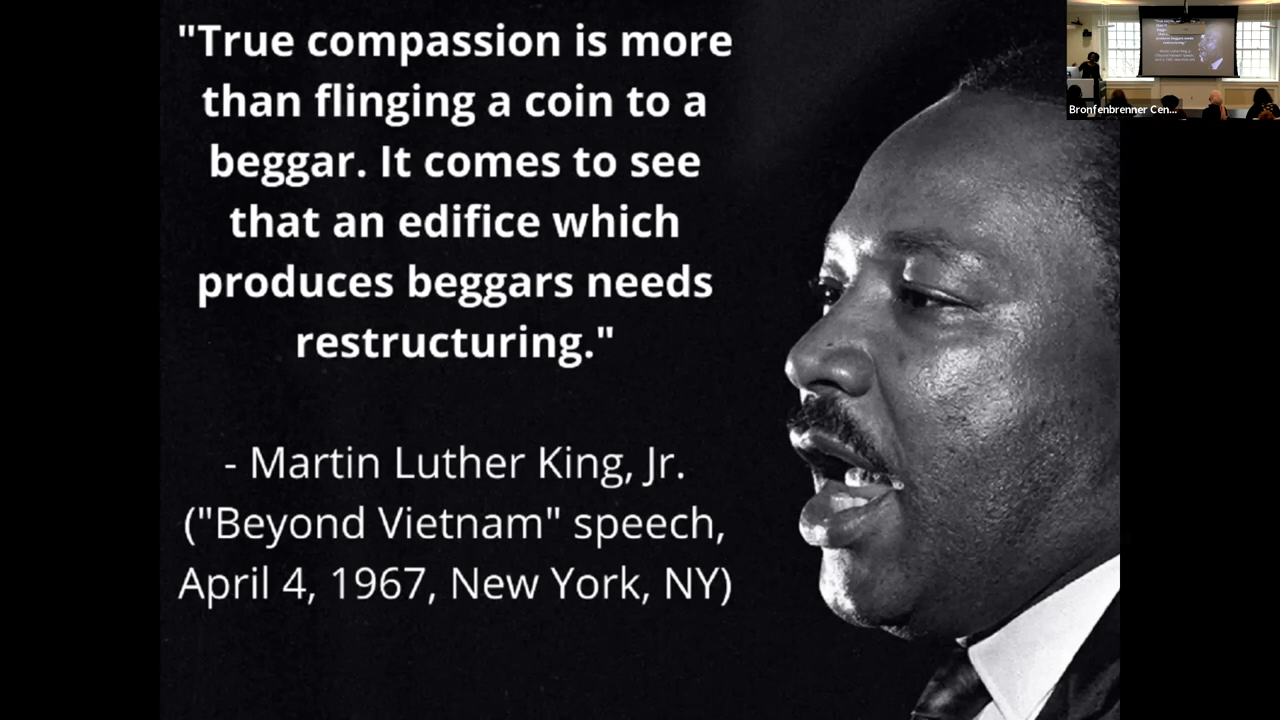 "True compassion is more
than flinging a coin to a
beggar. It comes to see
that an edifice which
produces beggars needs
restructuring."
- Martin Luther King, Jr.
("Beyond Vietnam" speech,
April 4, 1967, New York, NY)
Bronfenbrenner Cen...